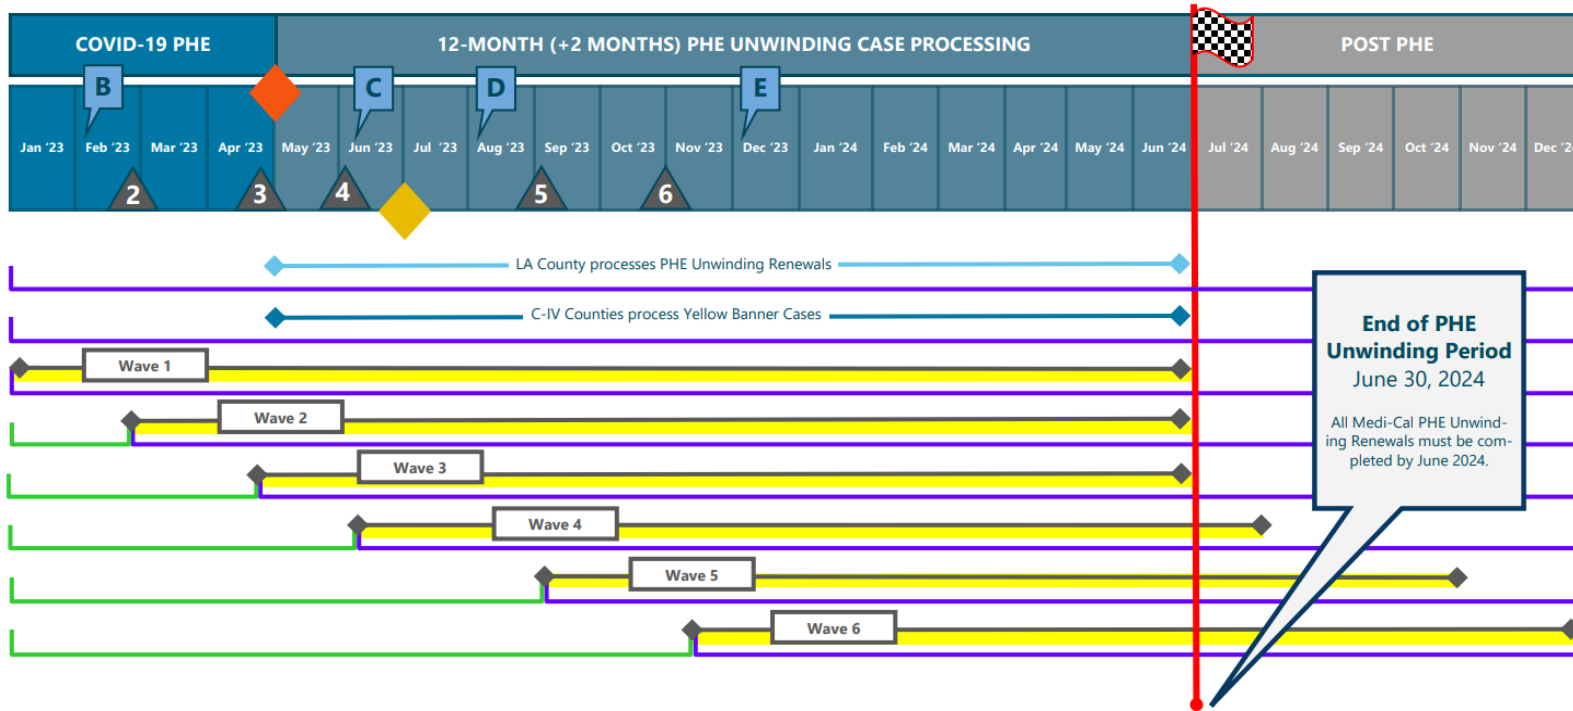 COVID-19 PHE
12-MONTH (+2 MONTHS) PHE UNWINDING CASE PROCESSING
POST PHE
B
C
D
E
Jan ‘23
Feb ‘23
Mar ‘23
Apr ‘23
May ‘23
Jun ‘23
Jul ‘23
Aug ‘23
Sep ‘23
Oct ‘23
Nov ‘23
Dec ‘23
Jan ‘24
Feb ‘24
Mar ‘24
Apr ‘24
May ‘24
Jun ‘24
Jul ‘24
Aug ‘24
Sep ‘24
Oct ‘24
Nov ‘24
Dec ‘2
2
3
4
5
6
LA County processes PHE Unwinding Renewals
C-IV Counties process Yellow Banner Cases
Wave 1
Wave 2
Wave 3
Wave 4
Wave 5
Wave 6
End of PHE
Unwinding Period
June 30, 2024
All Medi-Cal PHE Unwind-
ing Renewals must be com-
pleted by June 2024.